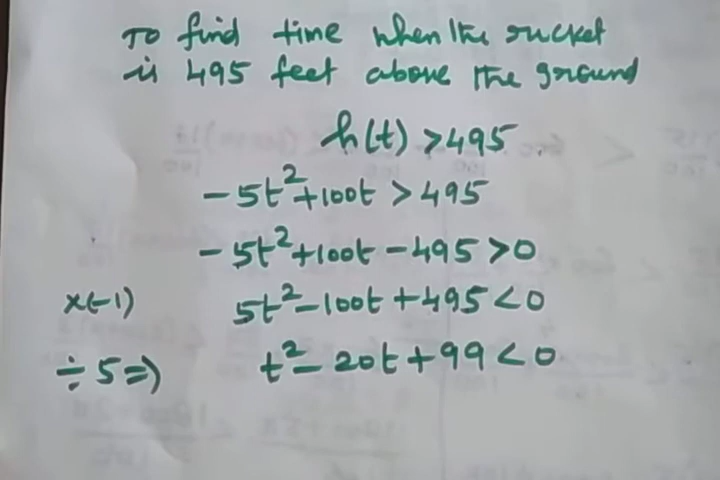 To find time when the rucket
is 495 feet above the ground
h(t) > 495
-5t²+100t > 495
-5t²+100t - 495 > 0
x(-1) 5t²-100t+495 < 0
÷ 5 ⇒) t²- 20t + 99 < 0